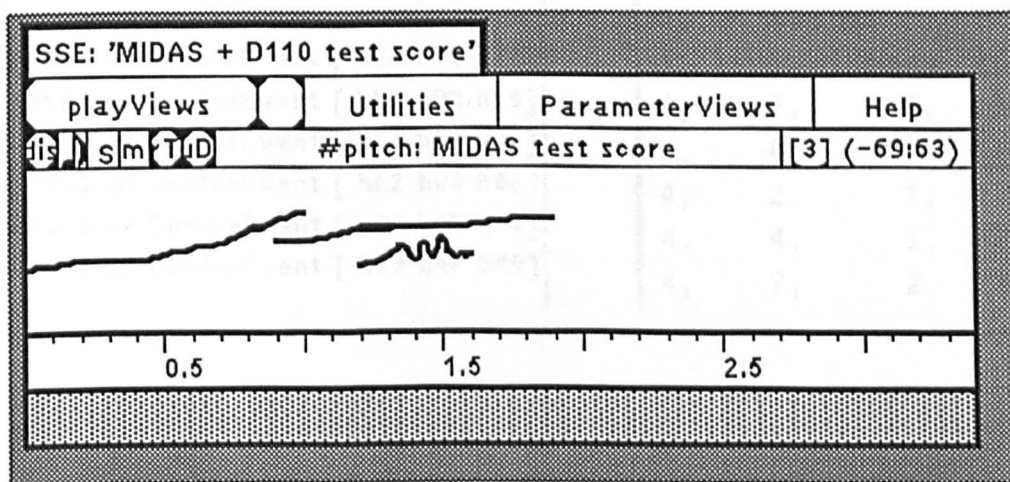 SSE: 'MIDAS + D110 test score'
playViews Utilities ParameterViews Help
s m T D #pitch: MIDAS test score [3] (-69:63)
0.5 1.5 2.5